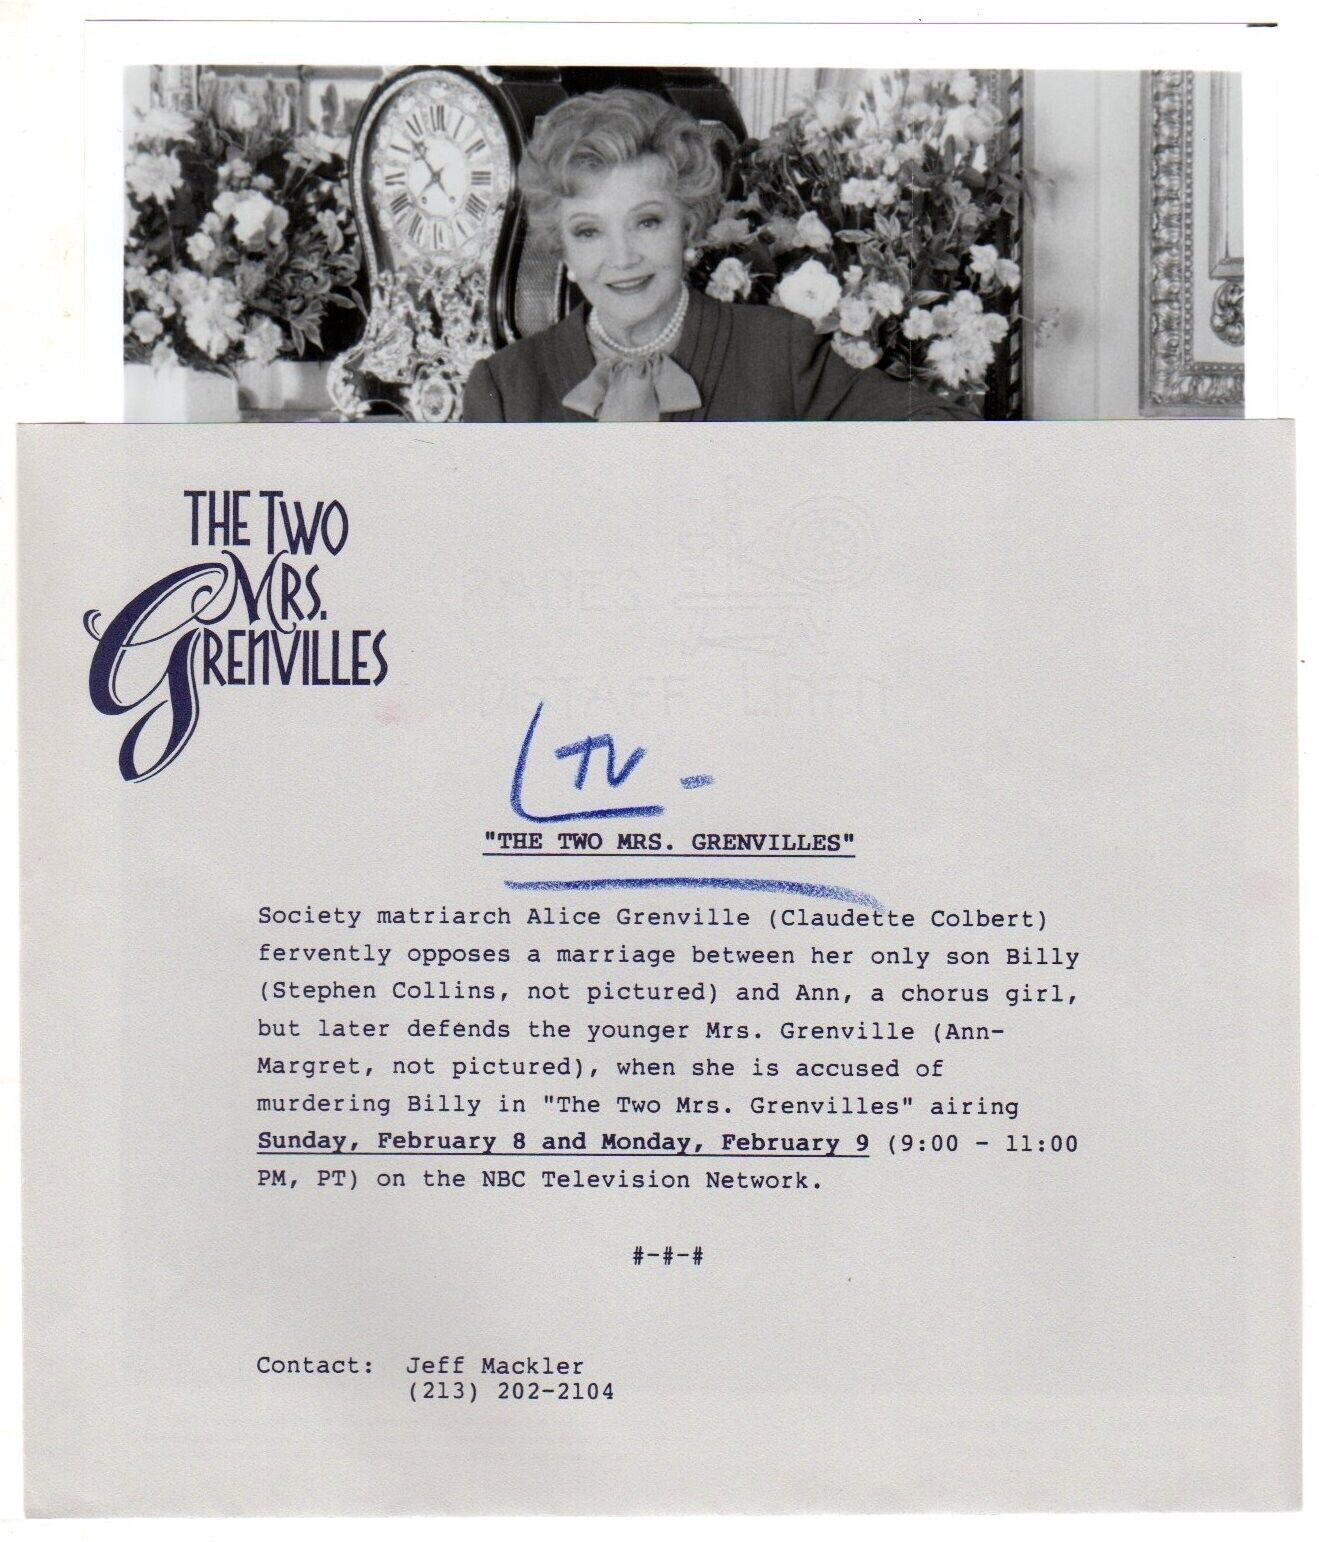 THE TWO
MRS.
GRENVILLES
TV -
"THE TWO MRS. GRENVILLES"
Society matriarch Alice Grenville (Claudette Colbert)
fervently opposes a marriage between her only son Billy
(Stephen Collins, not pictured) and Ann, a chorus girl,
but later defends the younger Mrs. Grenville (Ann-
Margret, not pictured), when she is accused of
murdering Billy in "The Two Mrs. Grenvilles" airing
Sunday, February 8 and Monday, February 9 (9:00 - 11:00
PM, PT) on the NBC Television Network.
#-#-#
Contact: Jeff Mackler
(213) 202-2104